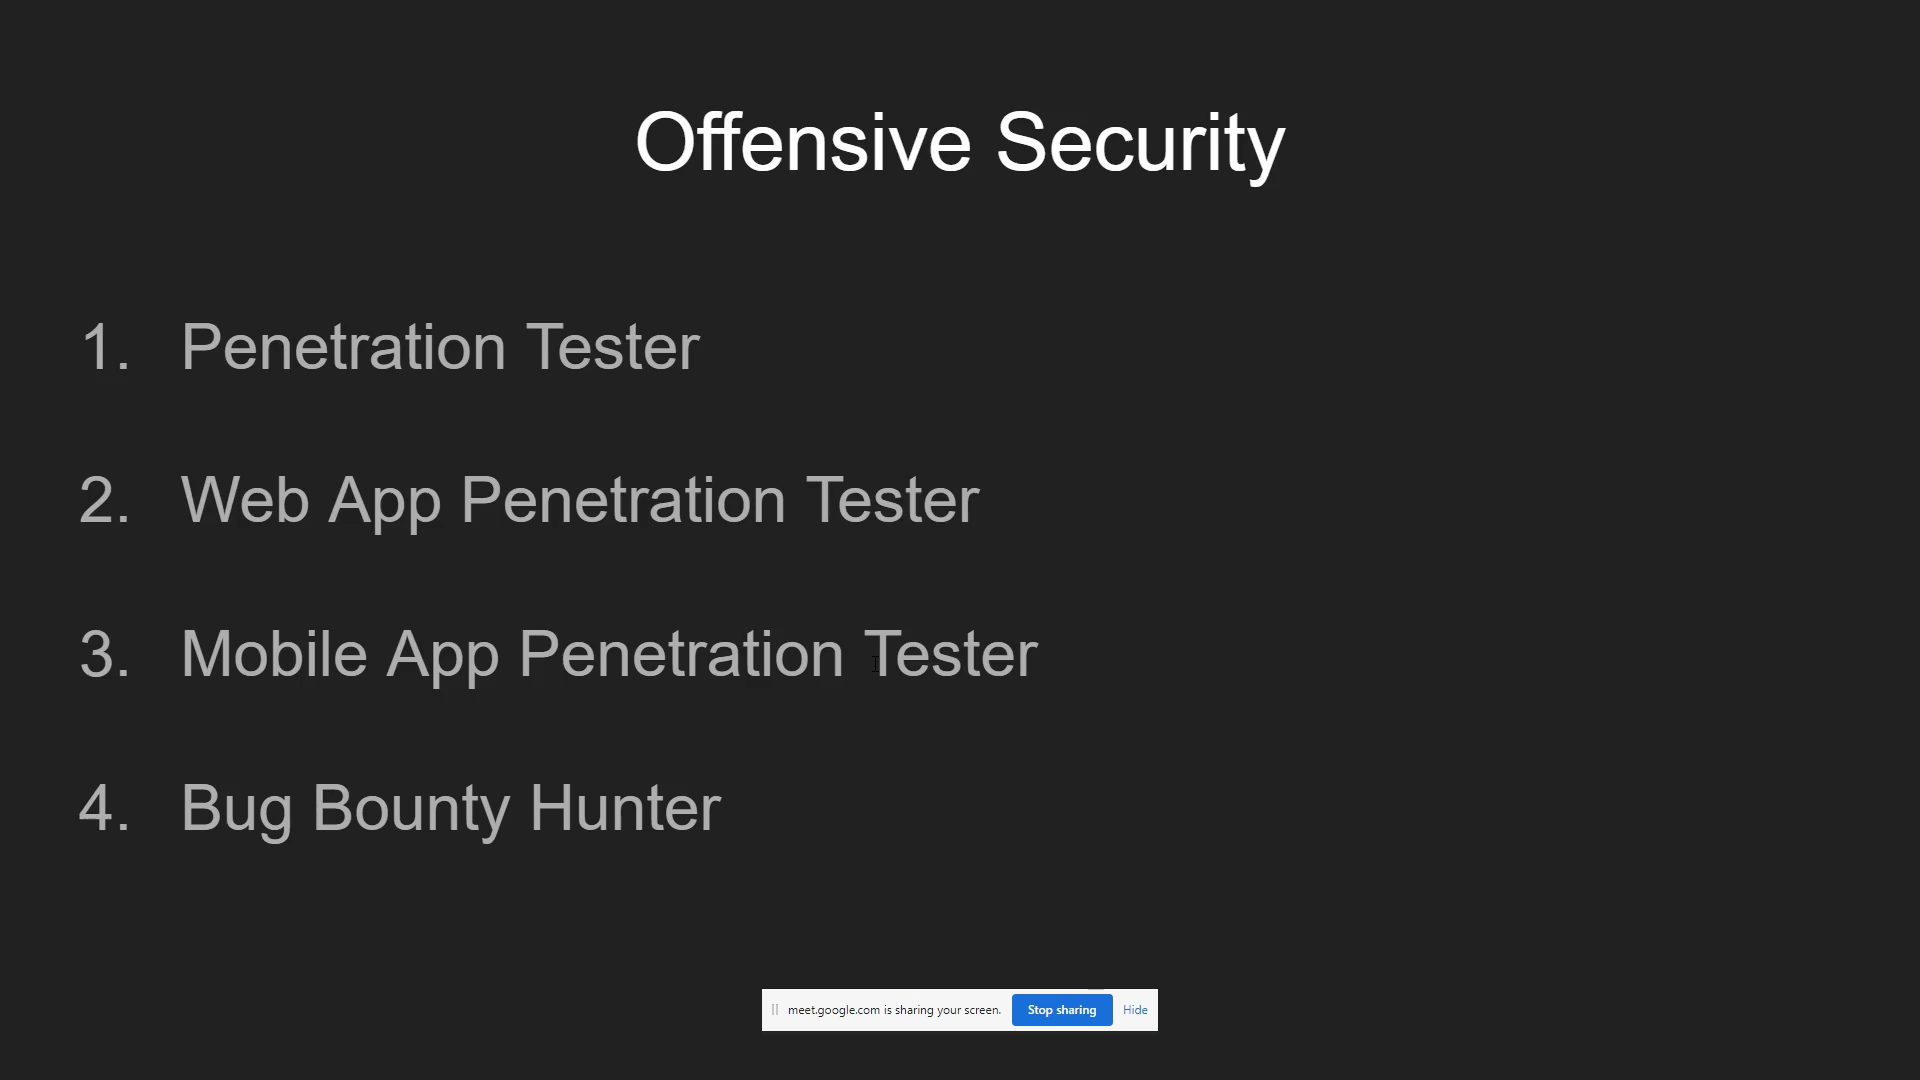 Offensive Security
1. Penetration Tester
2. Web App Penetration Tester
3. Mobile App Penetration Tester
4. Bug Bounty Hunter
meet.google.com is sharing your screen. Stop sharing Hide